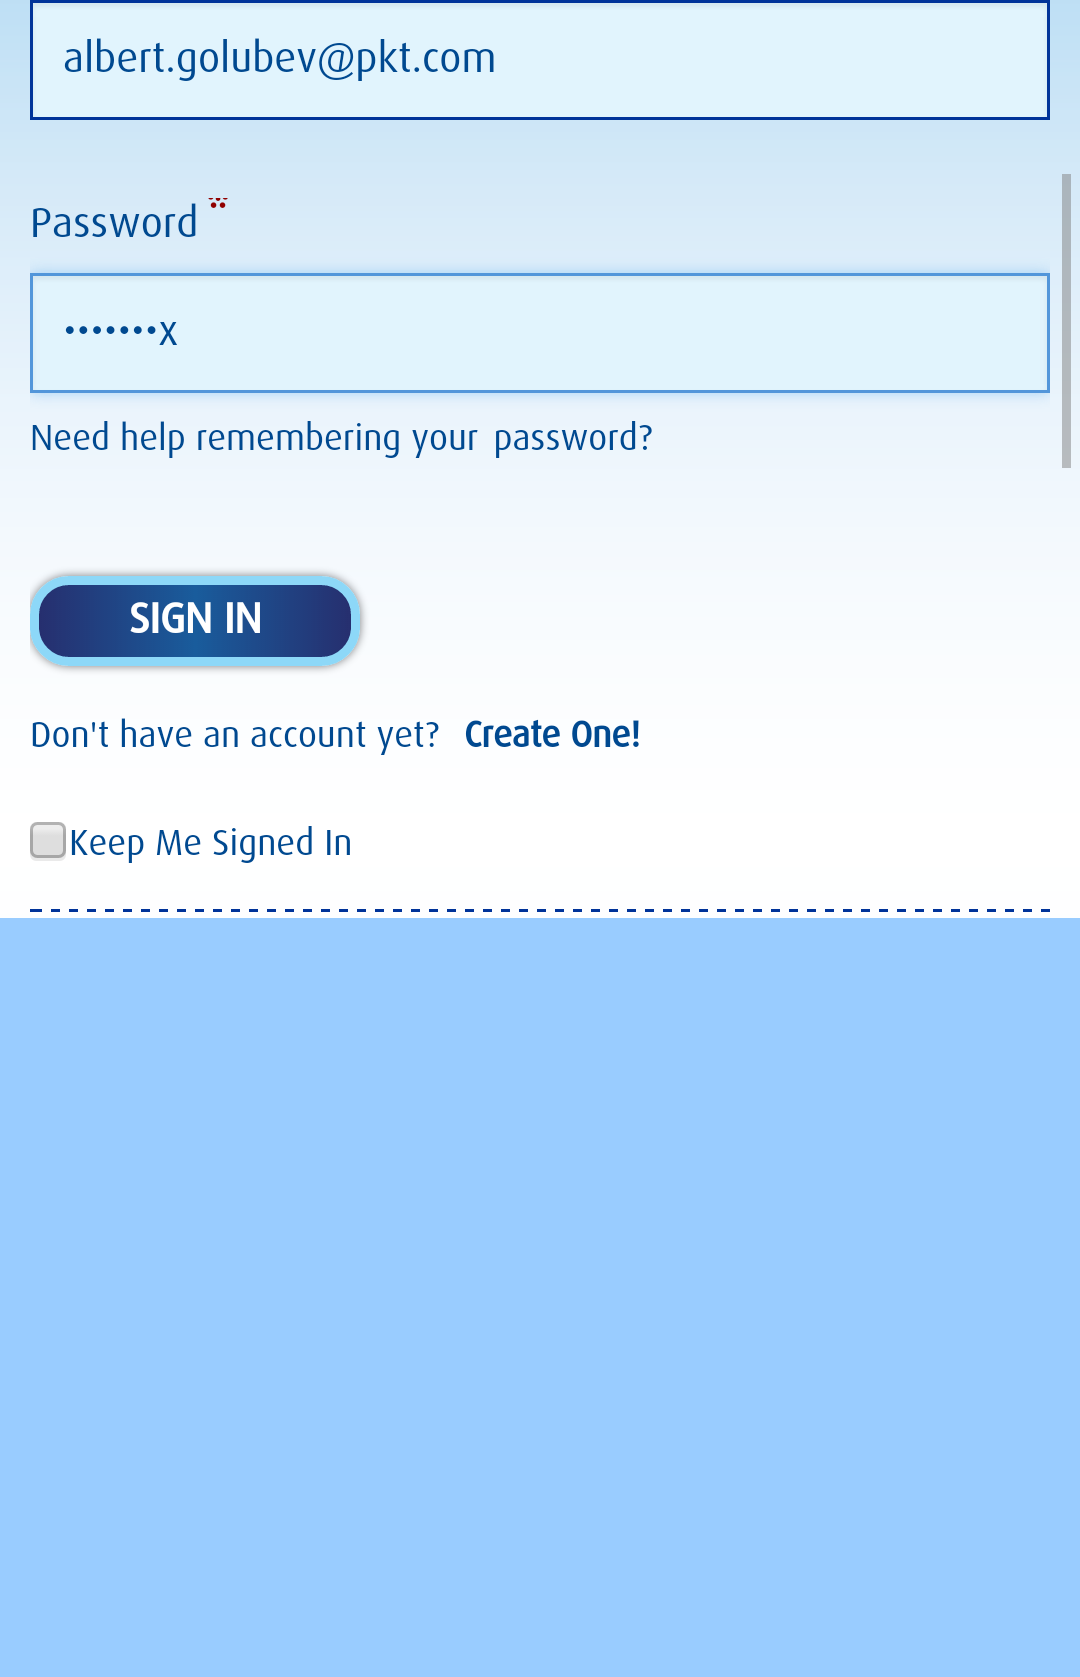 albert.golubev@pkt.com
Password *
•••••••x
Need help remembering your password?
SIGN IN
Don't have an account yet? Create One!
Keep Me Signed In